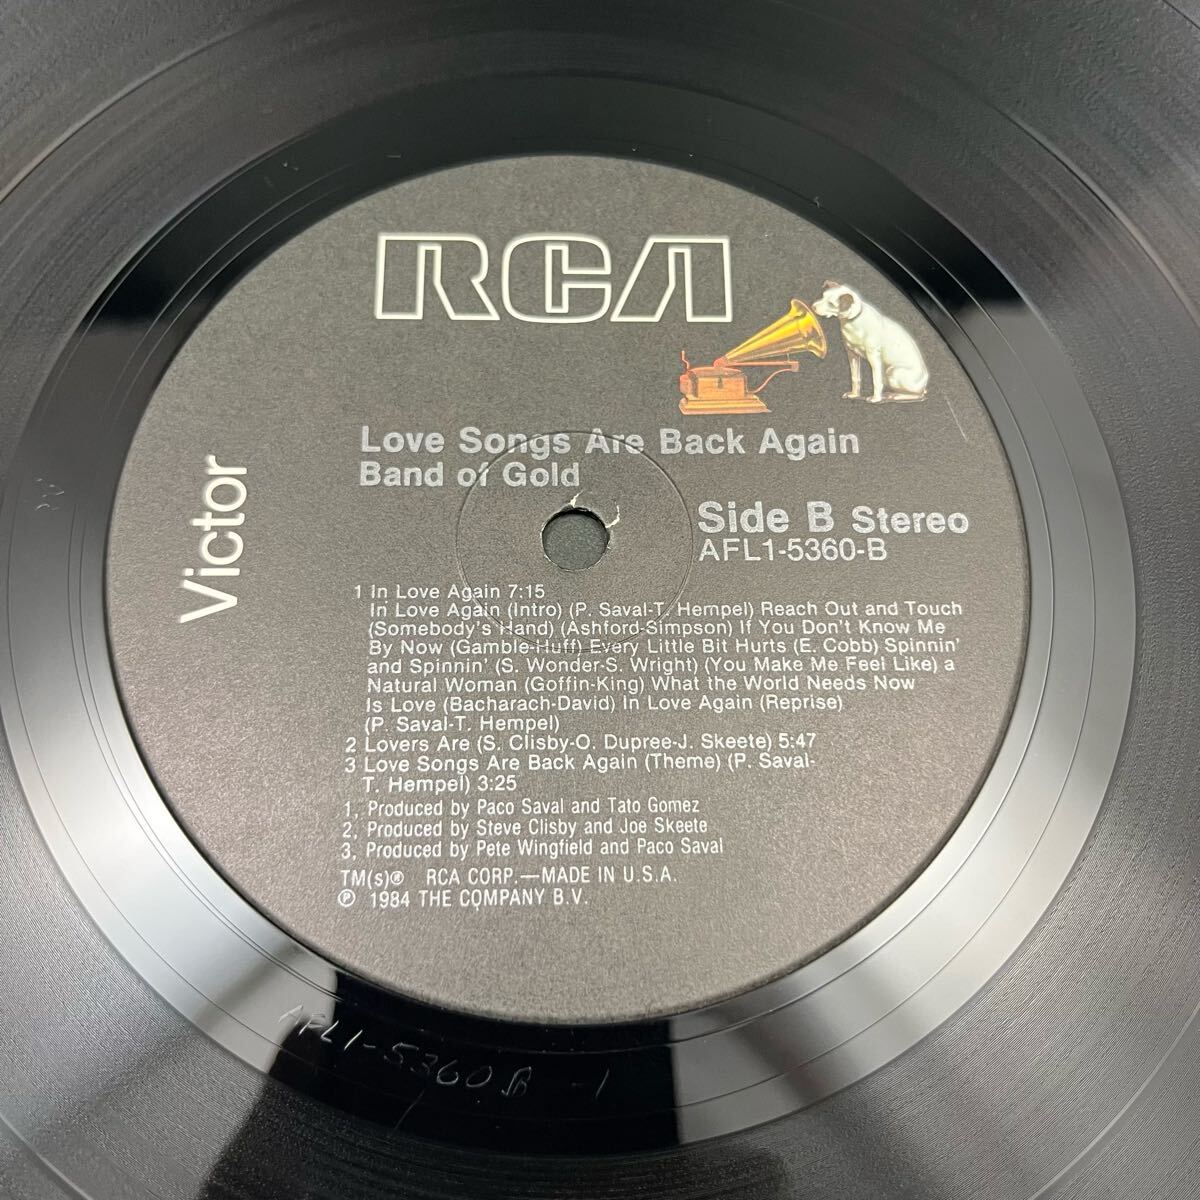 RCA
Victor
Love Songs Are Back Again
Band of Gold
Side B Stereo
AFL1-5360-B
1 In Love Again 7:15
In Love Again (Intro) (P. Saval-T. Hempel) Reach Out and Touch
(Somebody's Hand) (Ashford-Simpson) If You Don't Know Me
By Now (Gamble-Huff) Every Little Bit Hurts (E. Cobb) Spinnin'
and Spinnin' (S. Wonder-S. Wright) (You Make Me Feel Like) a
Natural Woman (Goffin-King) What the World Needs Now
Is Love (Bacharach-David) In Love Again (Reprise)
(P. Saval-T. Hempel)
2 Lovers Are (S. Clisby-O. Dupree-J. Skeete) 5:47
3 Love Songs Are Back Again (Theme) (P. Saval-
T. Hempel) 3:25
1, Produced by Paco Saval and Tato Gomez
2, Produced by Steve Clisby and Joe Skeete
3, Produced by Pete Wingfield and Paco Saval
TM(s)® RCA CORP.—MADE IN U.S.A.
℗ 1984 THE COMPANY B.V.
AFL1-5360B-1